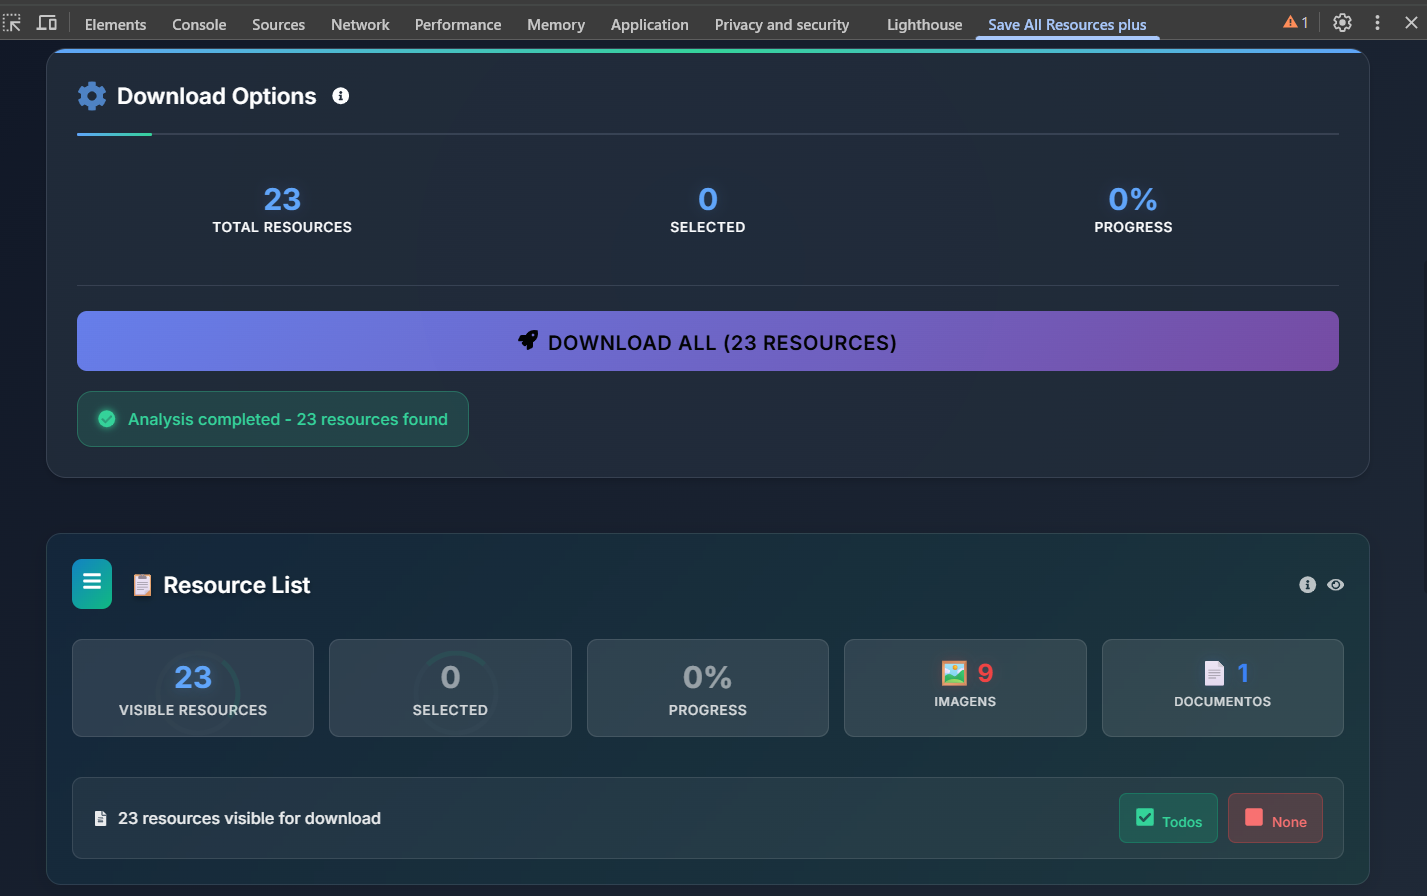 Elements Console Sources Network Performance Memory Application Privacy and security Lighthouse Save All Resources plus 1
Download Options
23 0 0%
TOTAL RESOURCES SELECTED PROGRESS
DOWNLOAD ALL (23 RESOURCES)
Analysis completed - 23 resources found
Resource List
23 0 0% 9 1
VISIBLE RESOURCES SELECTED PROGRESS IMAGENS DOCUMENTOS
23 resources visible for download Todos None